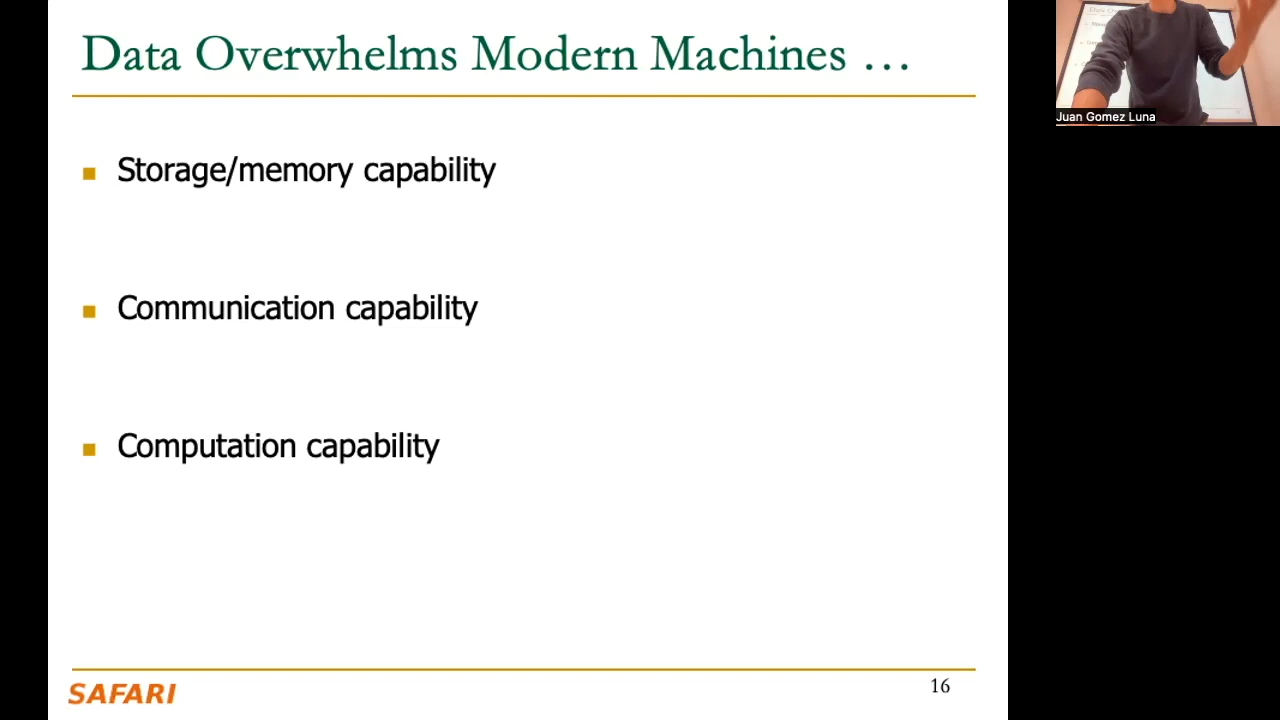 Data Overwhelms Modern Machines …
Storage/memory capability
Communication capability
Computation capability
SAFARI
16
Juan Gomez Luna